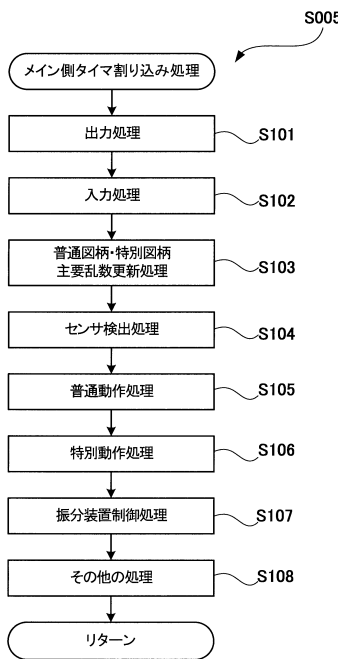 S005
メイン側タイマ割り込み処理
出力処理
S101
入力処理
S102
普通図柄・特別図柄
主要乱数更新処理
S103
センサ検出処理
S104
普通動作処理
S105
特別動作処理
S106
振分装置制御処理
S107
その他の処理
S108
リターン